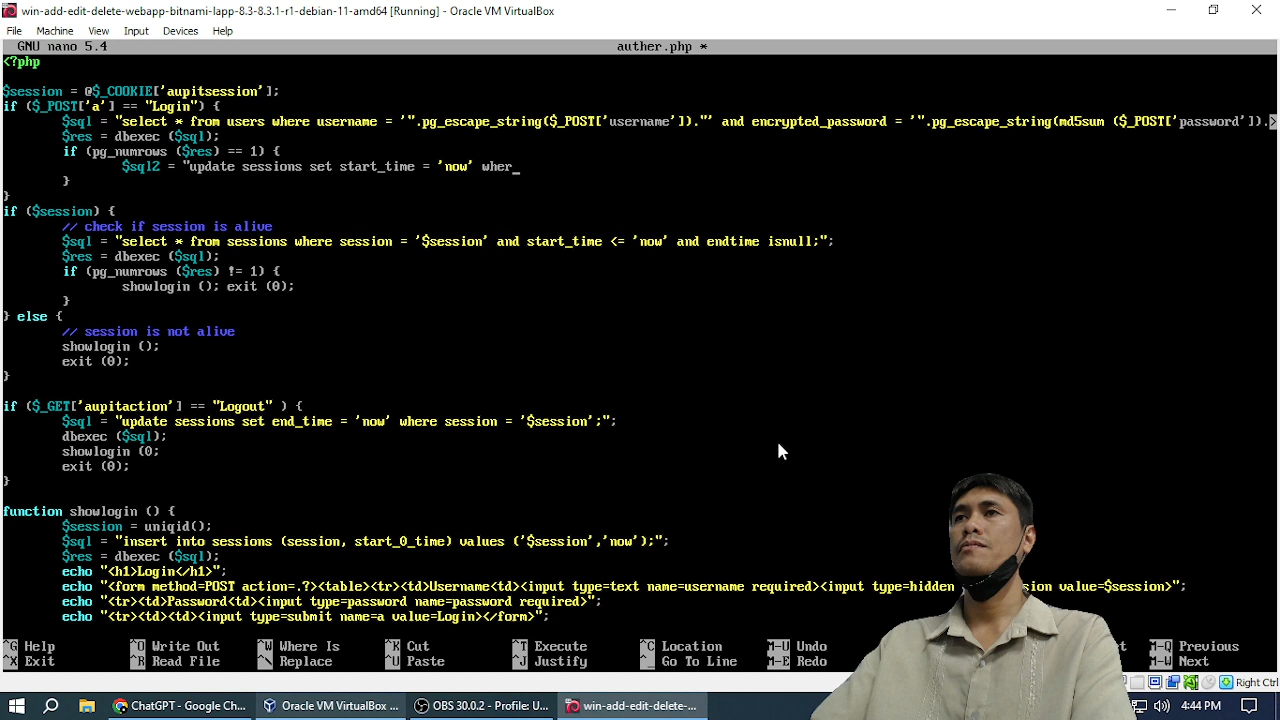 win-add-edit-delete-webapp-bitnami-lapp-8.3-8.3.1-r1-debian-11-amd64 [Running] - Oracle VM VirtualBox
File Machine View Input Devices Help
GNU nano 5.4 auther.php *
<?php
$session = @$_COOKIE['aupitsession'];
if ($_POST['a'] == "Login") {
$sql = "select * from users where username = '".pg_escape_string($_POST['username'])."' and encrypted_password = '".pg_escape_string(md5sum ($_POST['password']).>
$res = dbexec ($sql);
if (pg_numrows ($res) == 1) {
$sql2 = "update sessions set start_time = 'now' wher_
}
}
if ($session) {
// check if session is alive
$sql = "select * from sessions where session = '$session' and start_time <= 'now' and endtime isnull;";
$res = dbexec ($sql);
if (pg_numrows ($res) != 1) {
showlogin (); exit (0);
}
} else {
// session is not alive
showlogin ();
exit (0);
}
if ($_GET['aupitaction'] == "Logout" ) {
$sql = "update sessions set end_time = 'now' where session = '$session';";
dbexec ($sql);
showlogin (0;
exit (0);
}
function showlogin () {
$session = uniqid();
$sql = "insert into sessions (session, start_0_time) values ('$session','now');";
$res = dbexec ($sql);
echo "<h1>Login</h1>";
echo "<form method=POST action=.?><table><tr><td>Username<td><input type=text name=username required><input type=hidden ion value=$session>";
echo "<tr><td>Password<td><input type=password name=password required>";
echo "<tr><td><td><input type=submit name=a value=Login></form>";
^G Help ^O Write Out ^W Where Is ^K Cut ^T Execute ^C Location M-U Undo M-Q Previous
^X Exit ^R Read File ^\ Replace ^U Paste ^J Justify ^_ Go To Line M-E Redo M-W Next
Right Ctrl
ChatGPT - Google Ch... Oracle VM VirtualBox ... OBS 30.0.2 - Profile: U... win-add-edit-delete-... 4:44 PM